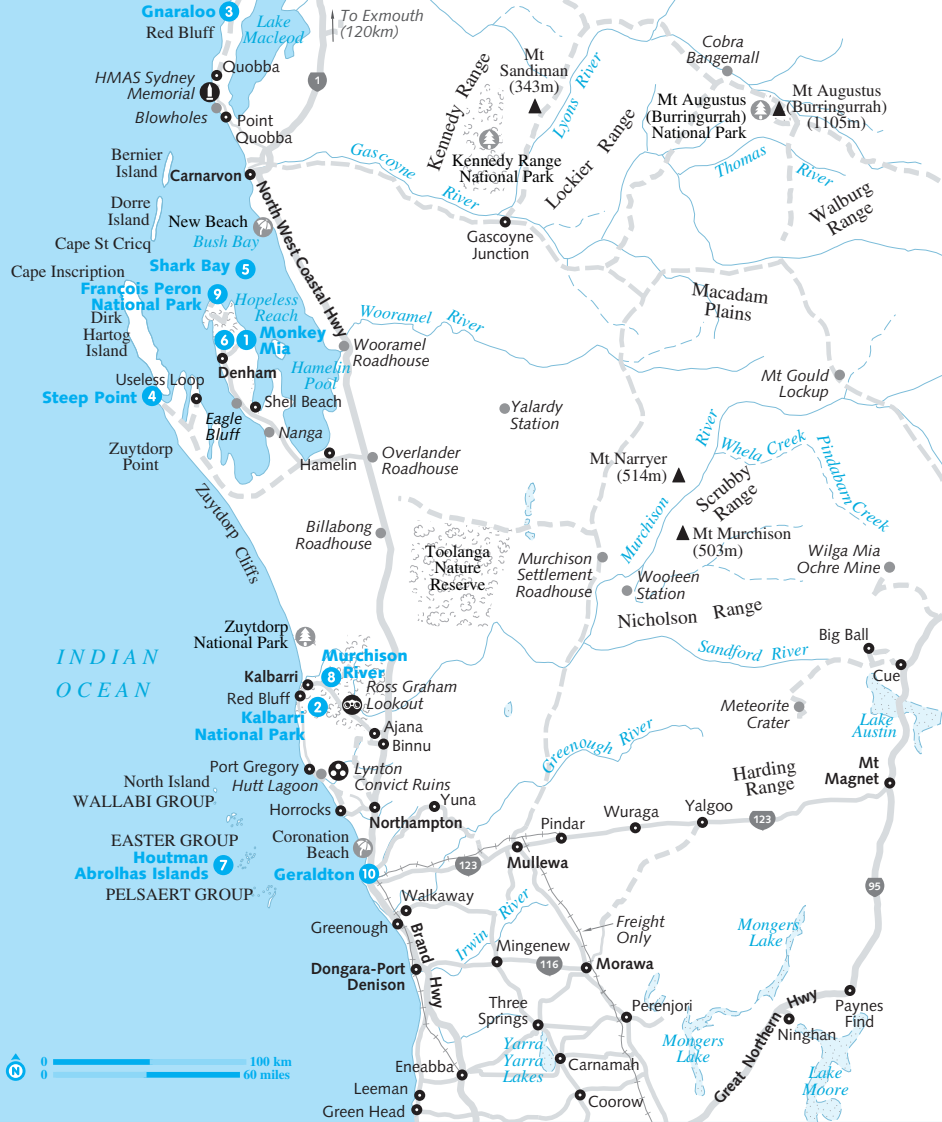 Gnaraloo 3
Red Bluff
Lake
Macleod
To Exmouth
(120km)
Quobba
HMAS Sydney
Memorial
Blowholes
Point
Quobba
1
Kennedy Range
Mt
Sandiman
(343m)
Lyons River
Kennedy Range
National Park
Lockier Range
Cobra
Bangemall
Mt Augustus
(Burringurrah)
National Park
Mt Augustus
(Burringurrah)
(1105m)
Thomas River
Walburg
Range
Bernier
Island
Carnarvon
Gascoyne River
Gascoyne
Junction
Dorre
Island
New Beach
Bush Bay
Cape St Cricq
North West Coastal Hwy
Shark Bay 5
Cape Inscription
François Peron
National Park
9
Hopeless
Reach
Dirk
Hartog
Island
6
1
Monkey
Mia
Denham
Wooramel River
Wooramel
Roadhouse
Macadam
Plains
Hamelin
Pool
Useless Loop
Steep Point 4
Shell Beach
Eagle
Bluff
Nanga
Yalardy
Station
Mt Gould
Lockup
Zuytdorp
Point
Hamelin
Overlander
Roadhouse
Mt Narryer
(514m)
Murchison River
Whela Creek
Pindabarn Creek
Scrubby
Range
Zuytdorp Cliffs
Billabong
Roadhouse
Toolanga
Nature
Reserve
Mt Murchison
(503m)
Murchison
Settlement
Roadhouse
Wooleen
Station
Wilga Mia
Ochre Mine
Nicholson Range
Zuytdorp
National Park
INDIAN
OCEAN
Sandford River
Big Ball
Cue
Murchison
River
8
Kalbarri
Red Bluff
2
Kalbarri
National Park
Ross Graham
Lookout
Ajana
Binnu
Meteorite
Crater
Lake
Austin
Greenough River
Port Gregory
Hutt Lagoon
Lynton
Convict Ruins
Harding
Range
Mt
Magnet
North Island
WALLABI GROUP
Horrocks
Northampton
Yuna
Pindar
Wuraga
Yalgoo
123
EASTER GROUP
Houtman
Abrolhas Islands
7
PELSAERT GROUP
Coronation
Beach
Geraldton 10
123
Mullewa
95
Walkaway
Greenough
Brand Hwy
Irwin River
Freight
Only
Mongers
Lake
Dongara-Port
Denison
Mingenew
116
Morawa
Three
Springs
Perenjori
Paynes
Find
Great Northern Hwy
Ninghan
Mongers
Lake
Yarra
Yarra
Lakes
Carnamah
Lake
Moore
N
0 100 km
0 60 miles
Eneabba
Leeman
Green Head
Coorow